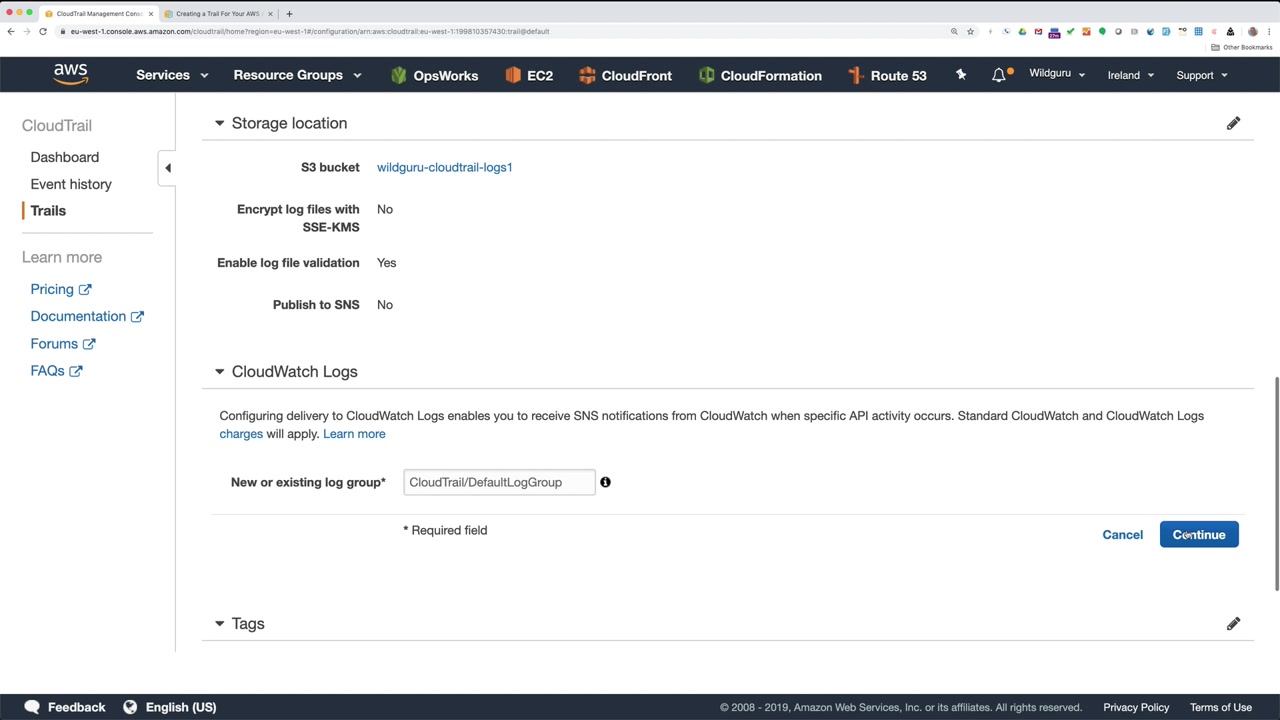 CloudTrail Management Conso
Creating a Trail For Your AWS
eu-west-1.console.aws.amazon.com/cloudtrail/home?region=eu-west-1#/configuration/arn:aws:cloudtrail:eu-west-1:199810357430:trail@default
Other Bookmarks
aws
Services
Resource Groups
OpsWorks
EC2
CloudFront
CloudFormation
Route 53
Wildguru
Ireland
Support
CloudTrail
Dashboard
Event history
Trails
Learn more
Pricing
Documentation
Forums
FAQs
Storage location
S3 bucket wildguru-cloudtrail-logs1
Encrypt log files with No
SSE-KMS
Enable log file validation Yes
Publish to SNS No
CloudWatch Logs
Configuring delivery to CloudWatch Logs enables you to receive SNS notifications from CloudWatch when specific API activity occurs. Standard CloudWatch and CloudWatch Logs
charges will apply. Learn more
New or existing log group* CloudTrail/DefaultLogGroup
* Required field
Cancel
Continue
Tags
Feedback
English (US)
© 2008 - 2019, Amazon Web Services, Inc. or its affiliates. All rights reserved.
Privacy Policy
Terms of Use